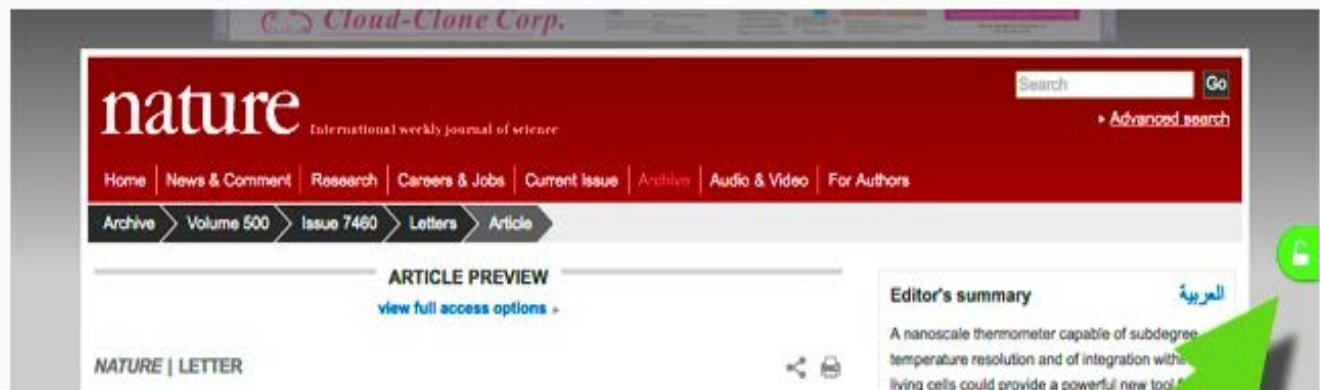 Cloud-Clone Corp.
nature International weekly journal of science
Search Go
▸ Advanced search
Home | News & Comment | Research | Careers & Jobs | Current Issue | Archive | Audio & Video | For Authors
Archive Volume 500 Issue 7460 Letters Article
ARTICLE PREVIEW
view full access options ▸
NATURE | LETTER
Editor's summary
العربية
A nanoscale thermometer capable of subdegree
temperature resolution and of integration
living cells could provide a powerful new tool